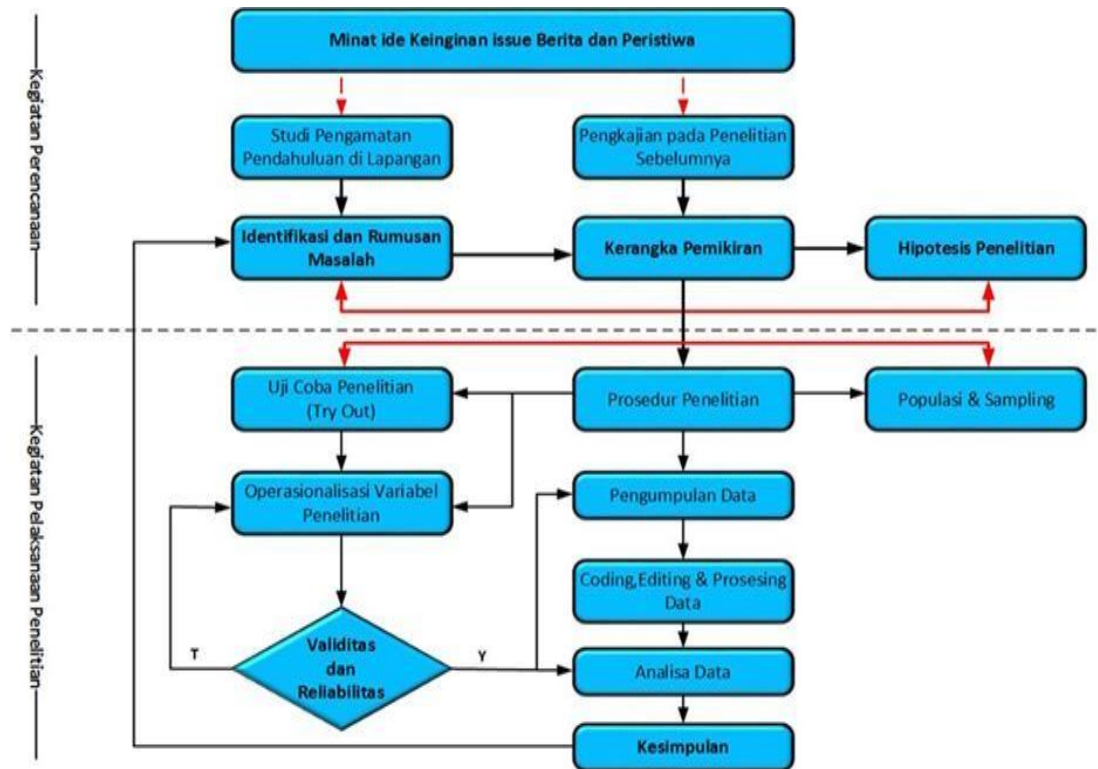 Kegiatan Perencanaan
Minat ide Keinginan issue Berita dan Peristiwa
Studi Pengamatan
Pendahuluan di Lapangan
Pengkajian pada Penelitian
Sebelumnya
Identifikasi dan Rumusan
Masalah
Kerangka Pemikiran
Hipotesis Penelitian
Kegiatan Pelaksanaan Penelitian
Uji Coba Penelitian
(Try Out)
Prosedur Penelitian
Populasi & Sampling
Operasionalisasi Variabel
Penelitian
Pengumpulan Data
Coding,Editing & Prosesing
Data
Validitas
dan
Reliabilitas
T
Y
Analisa Data
Kesimpulan